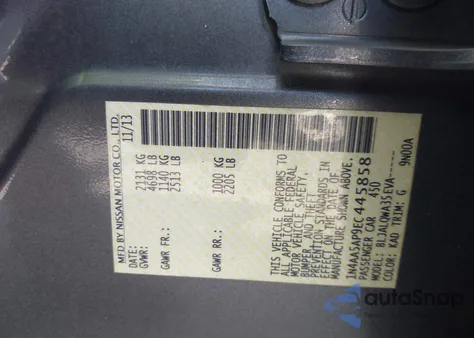 MFD BY NISSAN MOTOR CO., LTD.
11/13
GVWR: 2131 KG
4698 LB
GAWR FR.: 1140 KG
2513 LB
GAWR RR.: 1000 KG
2205 LB
THIS VEHICLE CONFORMS TO
ALL APPLICABLE FEDERAL
MOTOR VEHICLE SAFETY,
BUMPER, AND THEFT
PREVENTION STANDARDS IN
EFFECT ON THE DATE OF
MANUFACTURE SHOWN ABOVE.
1N4AA5AP9EC445858
PASSENGER CAR 450
MODEL: BLJALQWA35EVA-----
COLOR: KAD TRIM: G 9N00A
autoSnap